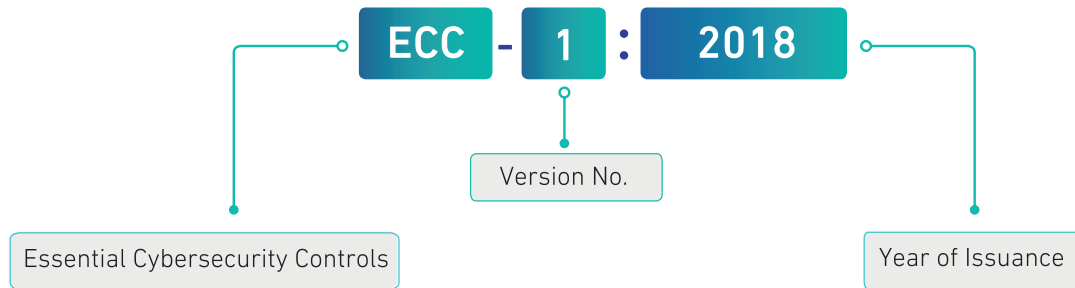 ECC - 1 : 2018
Version No.
Essential Cybersecurity Controls
Year of Issuance